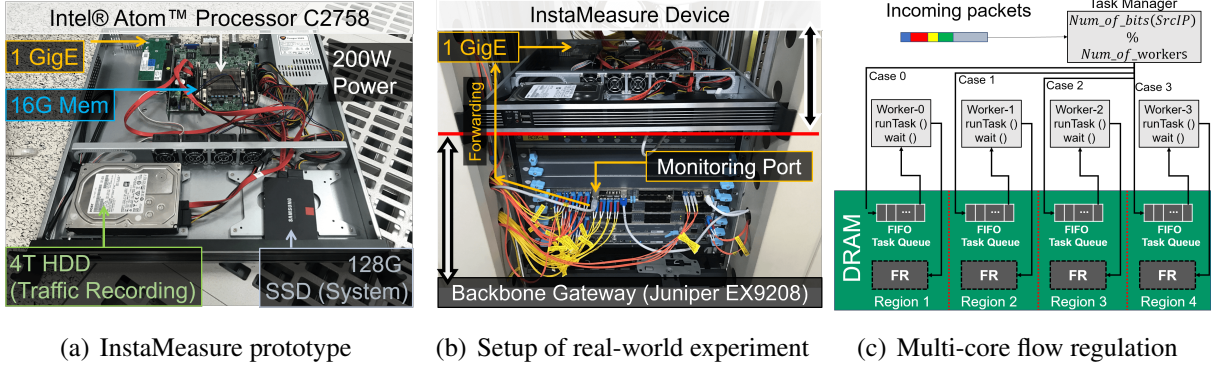 Intel® Atom™ Processor C2758
1 GigE
200W
Power
16G Mem
4T HDD
(Traffic Recording)
SAMSUNG
128G
SSD (System)
(a) InstaMeasure prototype
InstaMeasure Device
1 GigE
Forwarding
Monitoring Port
Backbone Gateway (Juniper EX9208)
(b) Setup of real-world experiment
Incoming packets
Task Manager
Num_of_bits(SrcIP)
%
Num_of_workers
Case 0
Case 1
Case 2
Case 3
Worker-0
runTask ()
wait ()
Worker-1
runTask ()
wait ()
Worker-2
runTask ()
wait ()
Worker-3
runTask ()
wait ()
DRAM
...
FIFO
Task Queue
...
FIFO
Task Queue
...
FIFO
Task Queue
...
FIFO
Task Queue
FR
FR
FR
FR
Region 1
Region 2
Region 3
Region 4
(c) Multi-core flow regulation